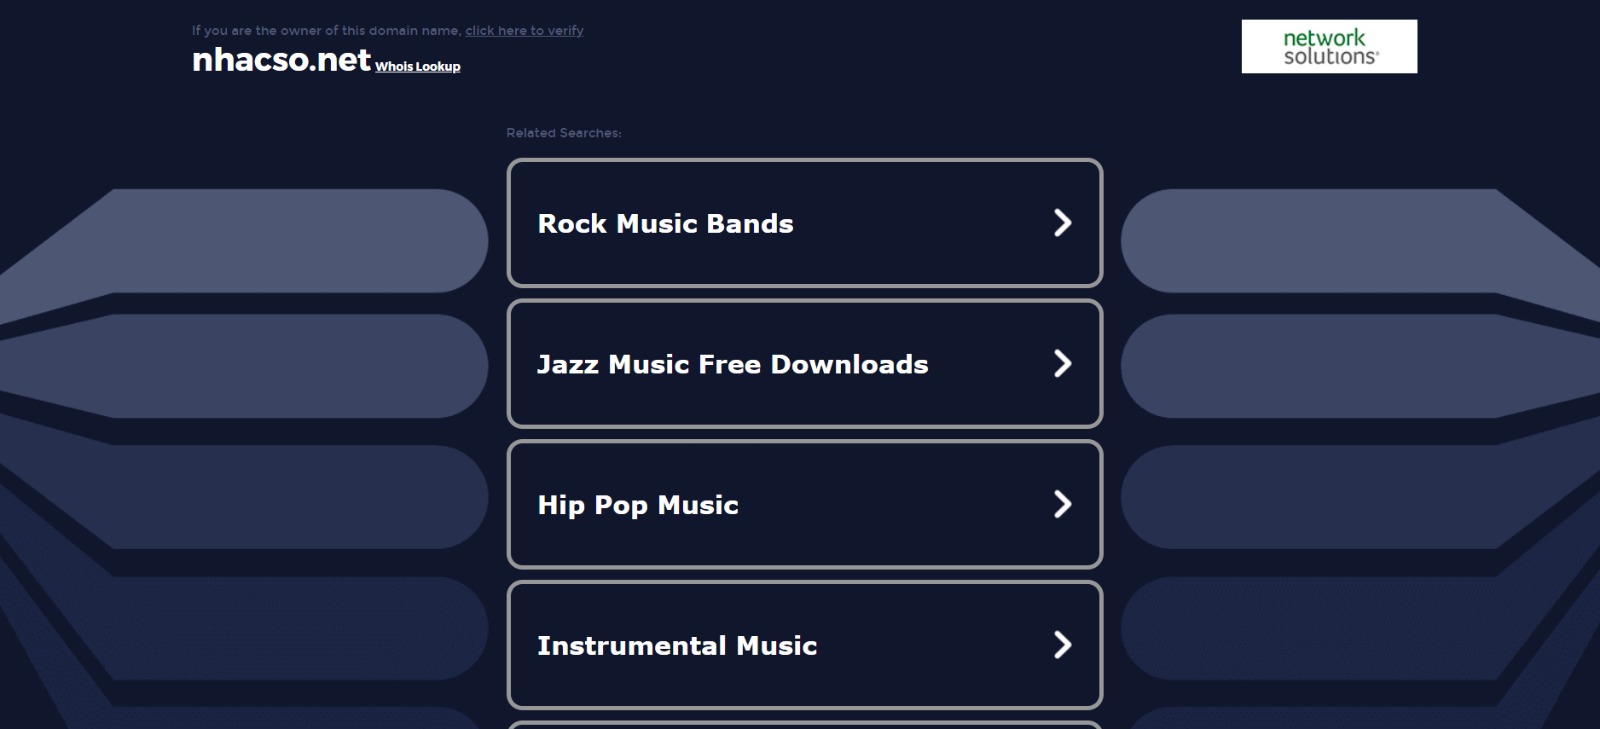 If you are the owner of this domain name, click here to verify
nhacso.net Whois Lookup
network
solutions®
Related Searches:
Rock Music Bands
Jazz Music Free Downloads
Hip Pop Music
Instrumental Music